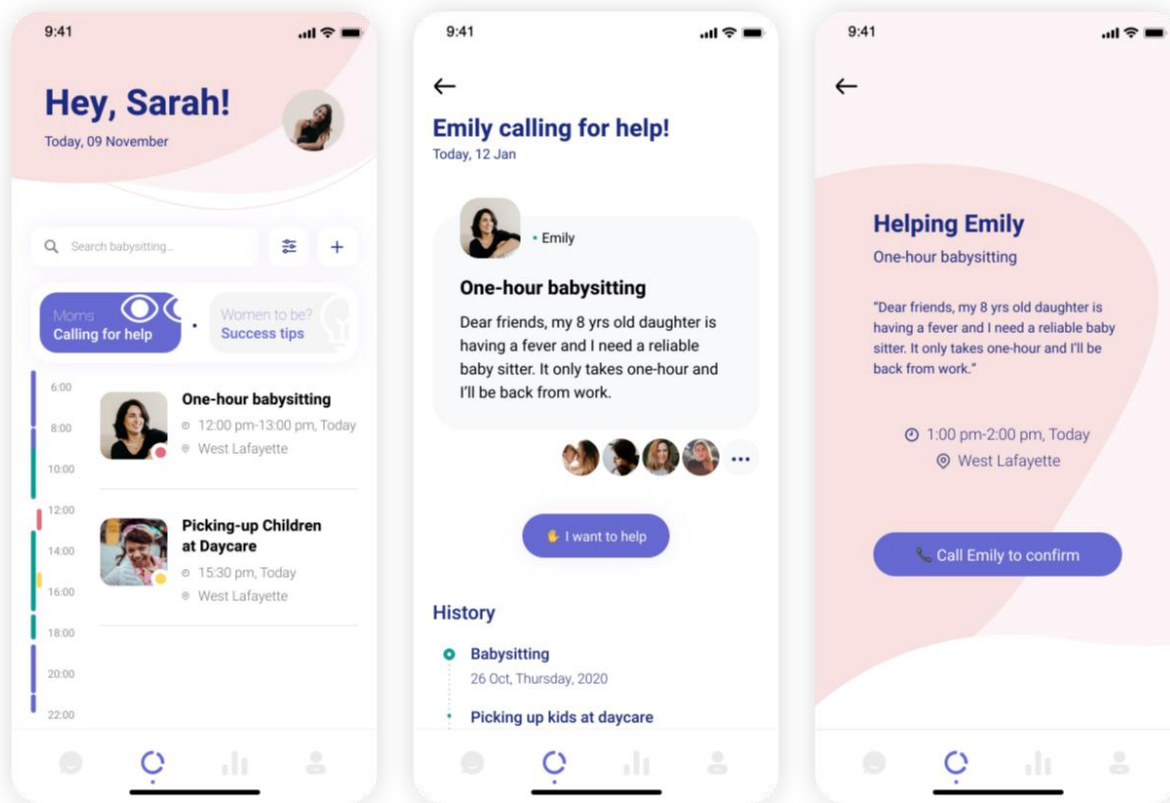 9:41
Hey, Sarah!
Today, 09 November
Search babysitting...
Moms
Calling for help
Women to be?
Success tips
6:00
8:00
10:00
12:00
14:00
16:00
18:00
20:00
22:00
One-hour babysitting
12:00 pm-13:00 pm, Today
West Lafayette
Picking-up Children
at Daycare
15:30 pm, Today
West Lafayette
9:41
Emily calling for help!
Today, 12 Jan
• Emily
One-hour babysitting
Dear friends, my 8 yrs old daughter is
having a fever and I need a reliable
baby sitter. It only takes one-hour and
I'll be back from work.
I want to help
History
Babysitting
26 Oct, Thursday, 2020
Picking up kids at daycare
9:41
Helping Emily
One-hour babysitting
“Dear friends, my 8 yrs old daughter is
having a fever and I need a reliable baby
sitter. It only takes one-hour and I'll be
back from work.”
1:00 pm-2:00 pm, Today
West Lafayette
Call Emily to confirm